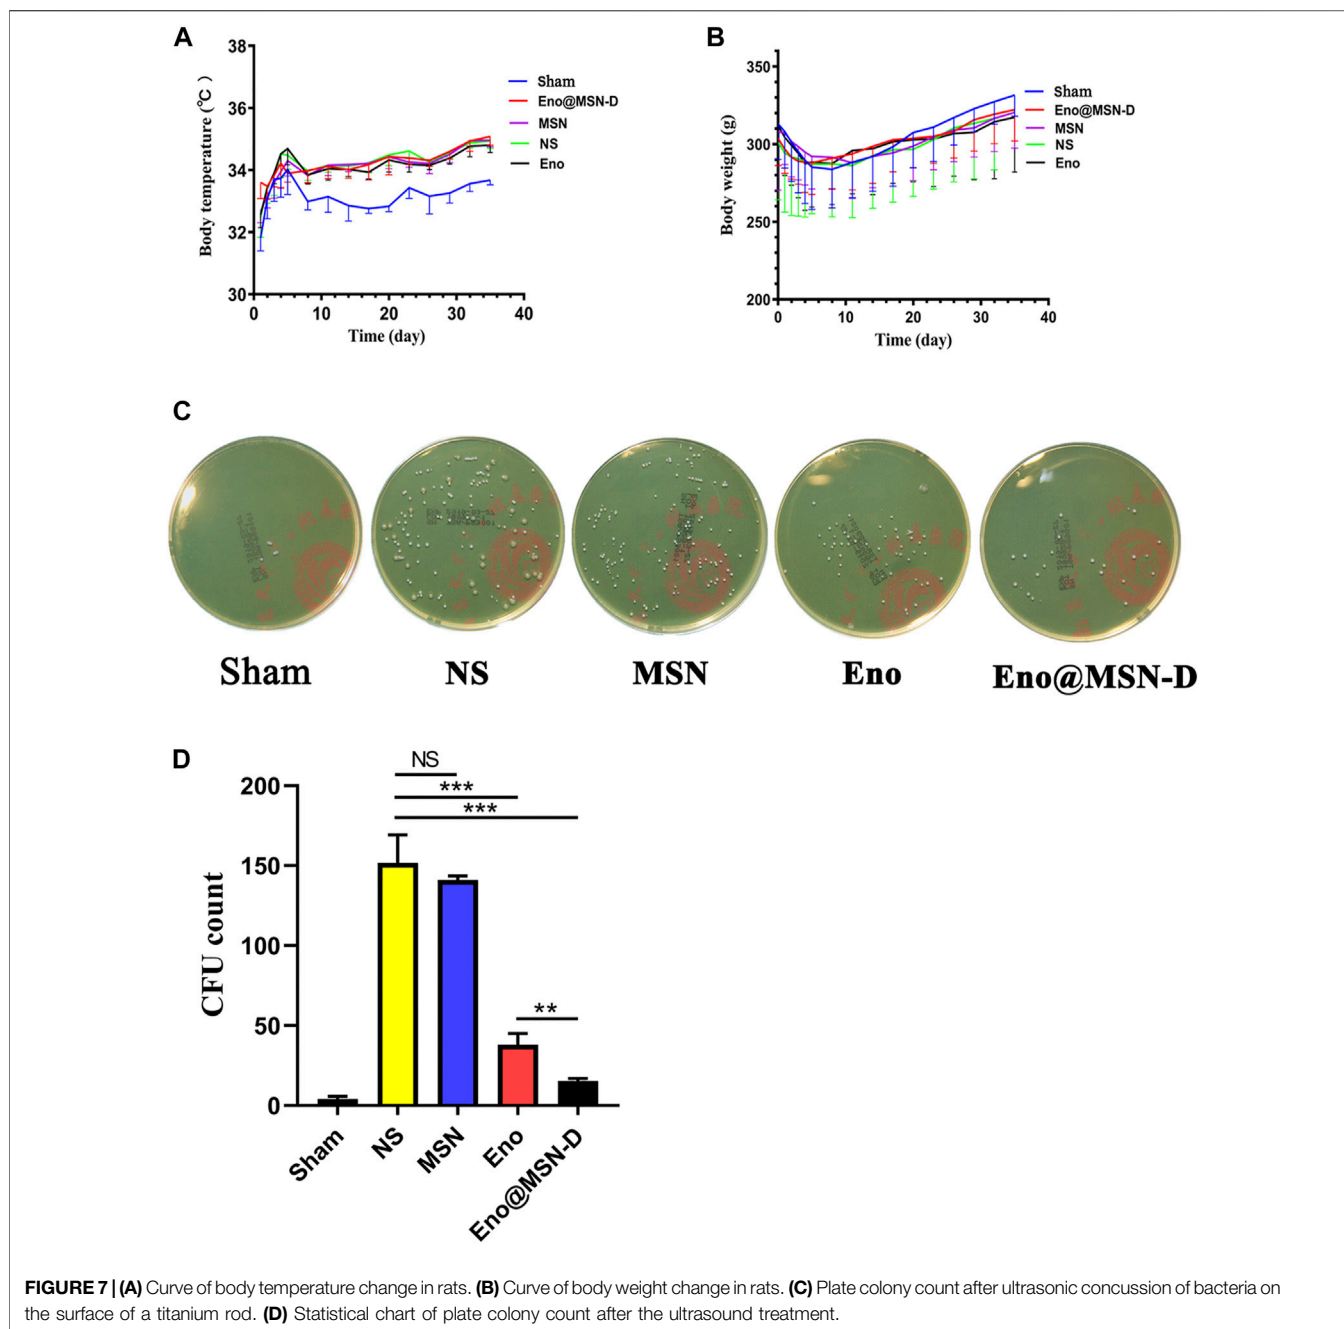 A
38
36
34
32
30
Body temperature (°C)
0 10 20 30 40
Time (day)
Sham
Eno@MSN-D
MSN
NS
Eno
B
350
300
250
200
Body weight (g)
0 10 20 30 40
Time (day)
Sham
Eno@MSN-D
MSN
NS
Eno
C
Sham NS MSN Eno Eno@MSN-D
D
NS
***
***
**
200
150
100
50
0
CFU count
Sham
NS
MSN
Eno
Eno@MSN-D
FIGURE 7 | (A) Curve of body temperature change in rats. (B) Curve of body weight change in rats. (C) Plate colony count after ultrasonic concussion of bacteria on
the surface of a titanium rod. (D) Statistical chart of plate colony count after the ultrasound treatment.